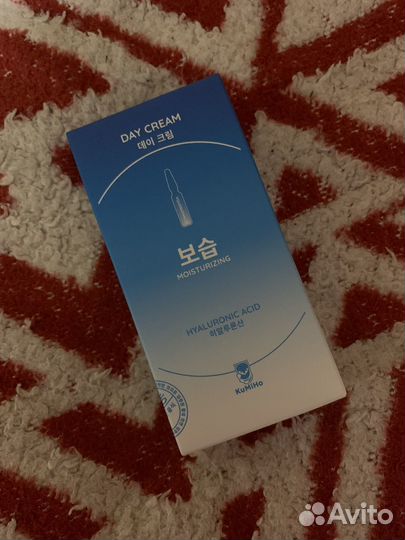 DAY CREAM
데이 크림
보습
MOISTURIZING
HYALURONIC ACID
히알루론산
KuMiHo
Avito